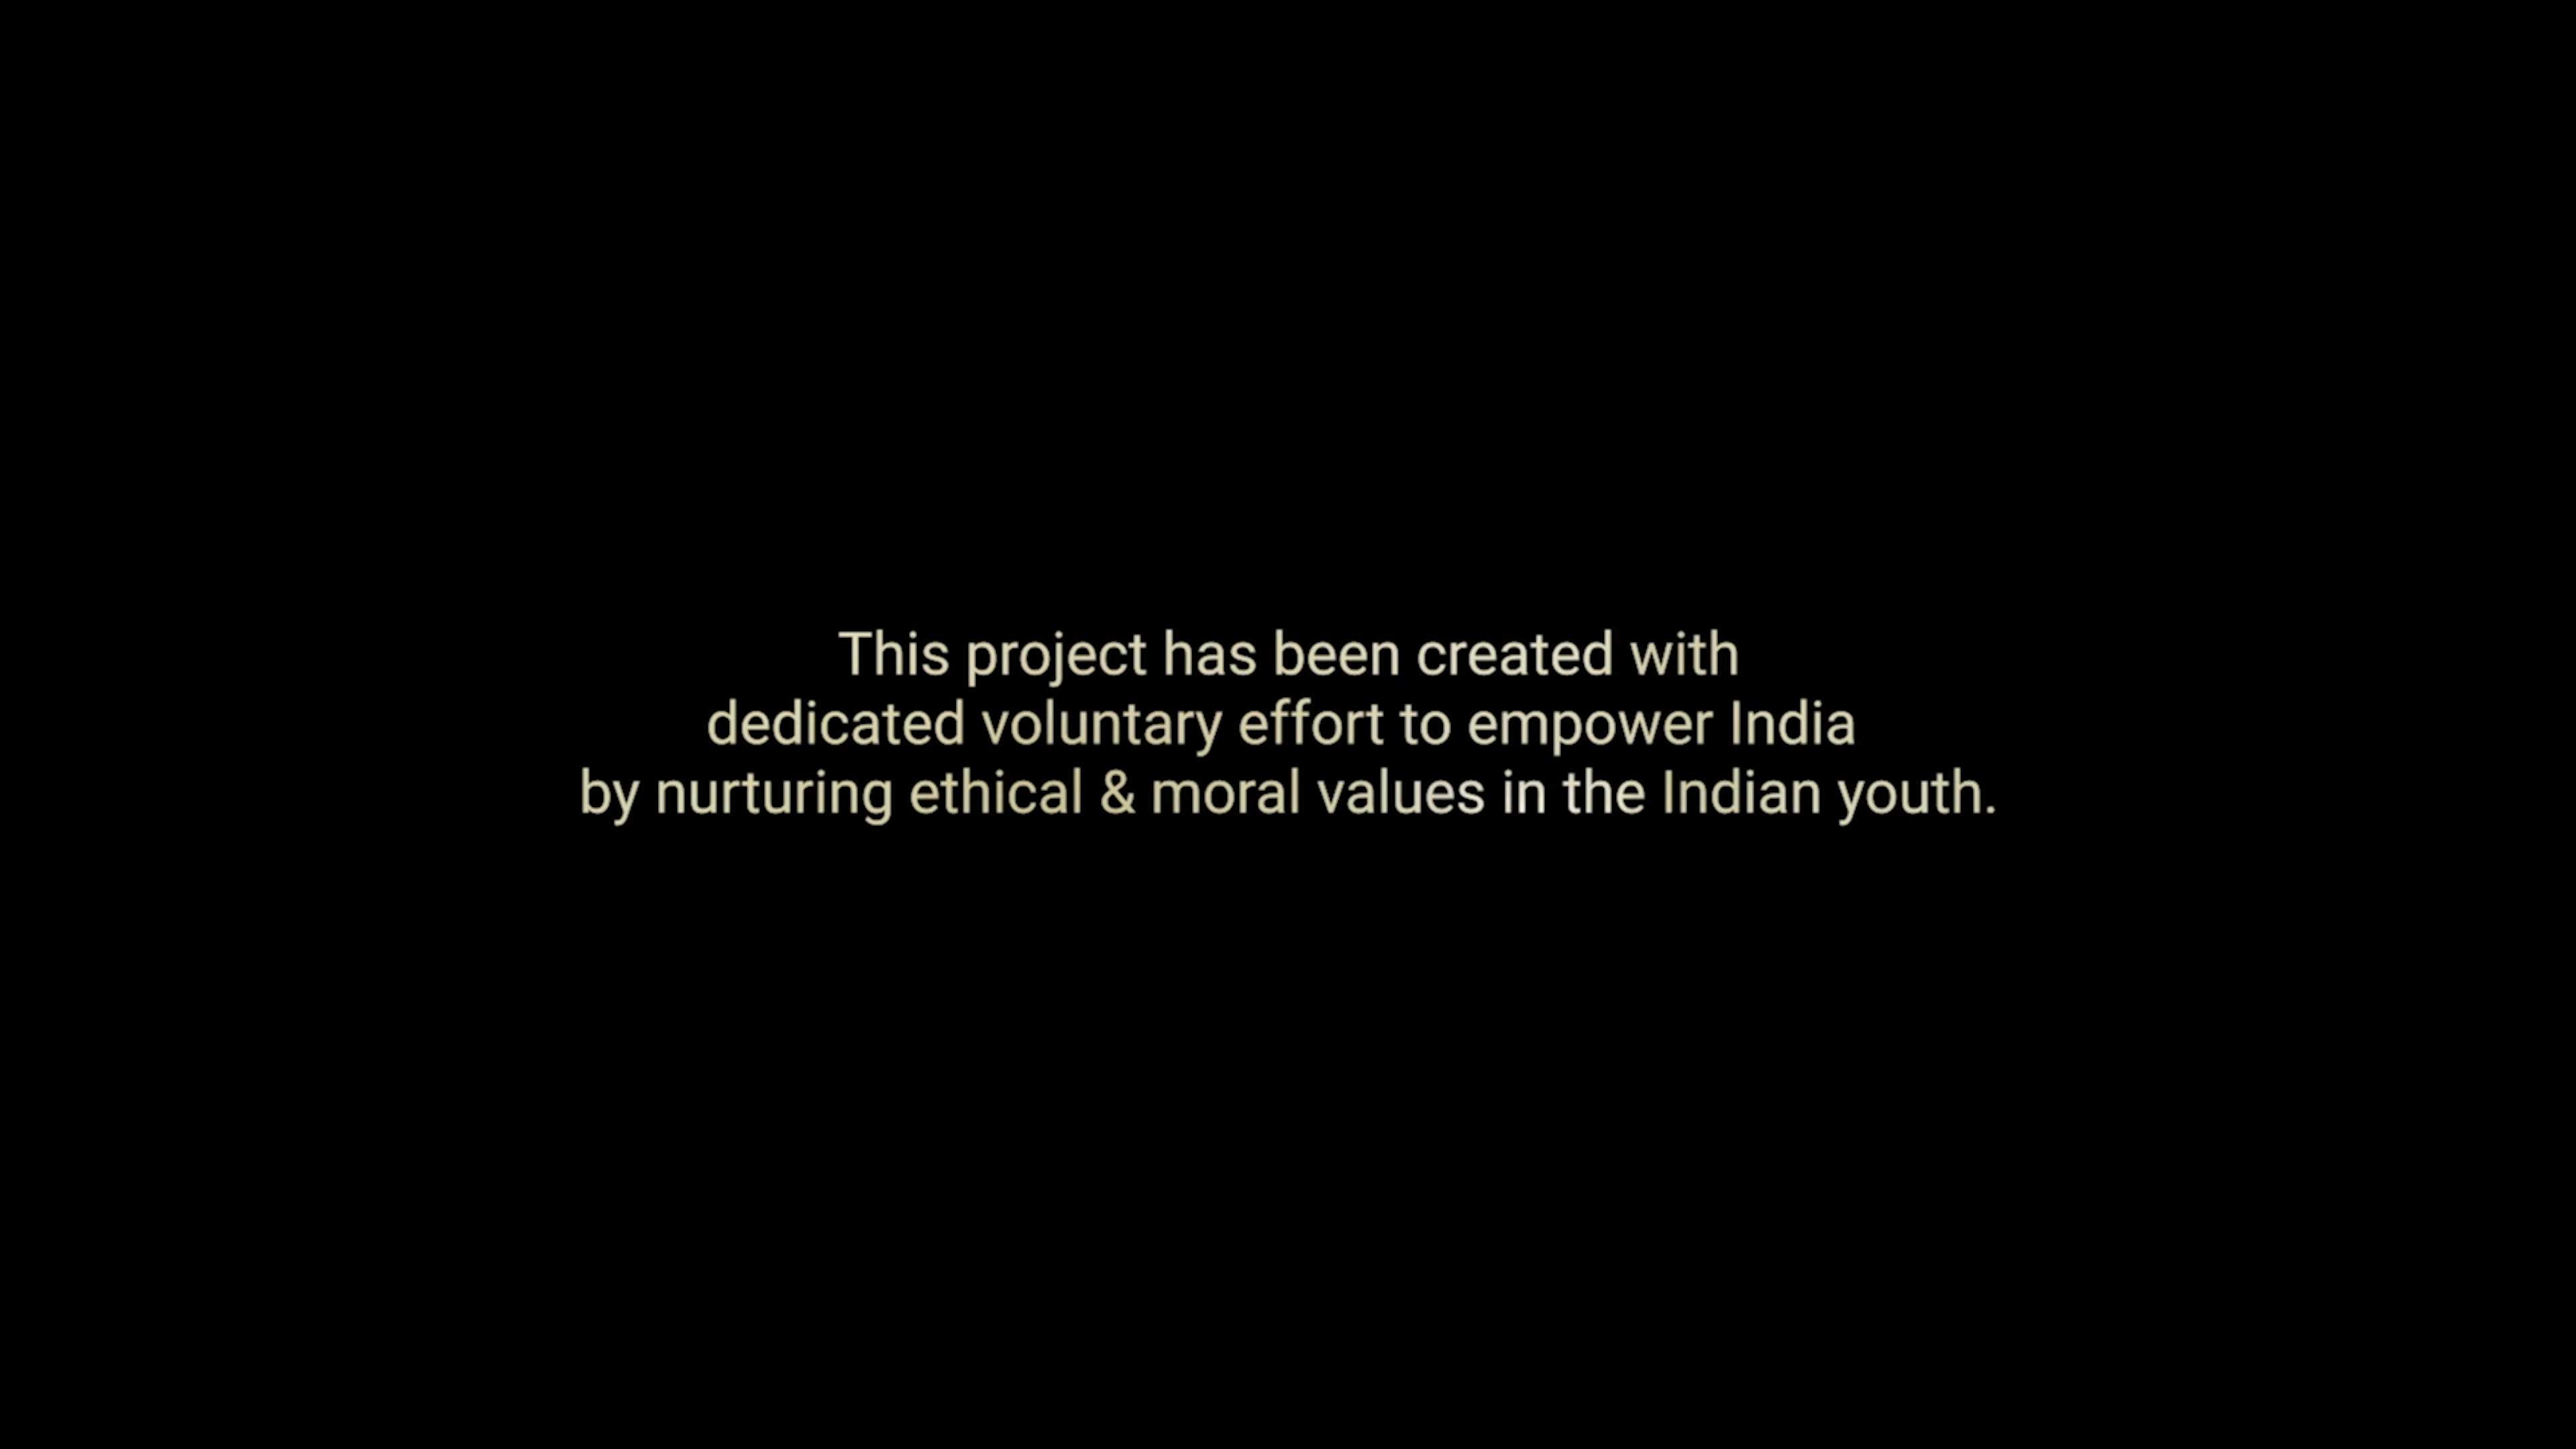 This project has been created with
dedicated voluntary effort to empower India
by nurturing ethical & moral values in the Indian youth.